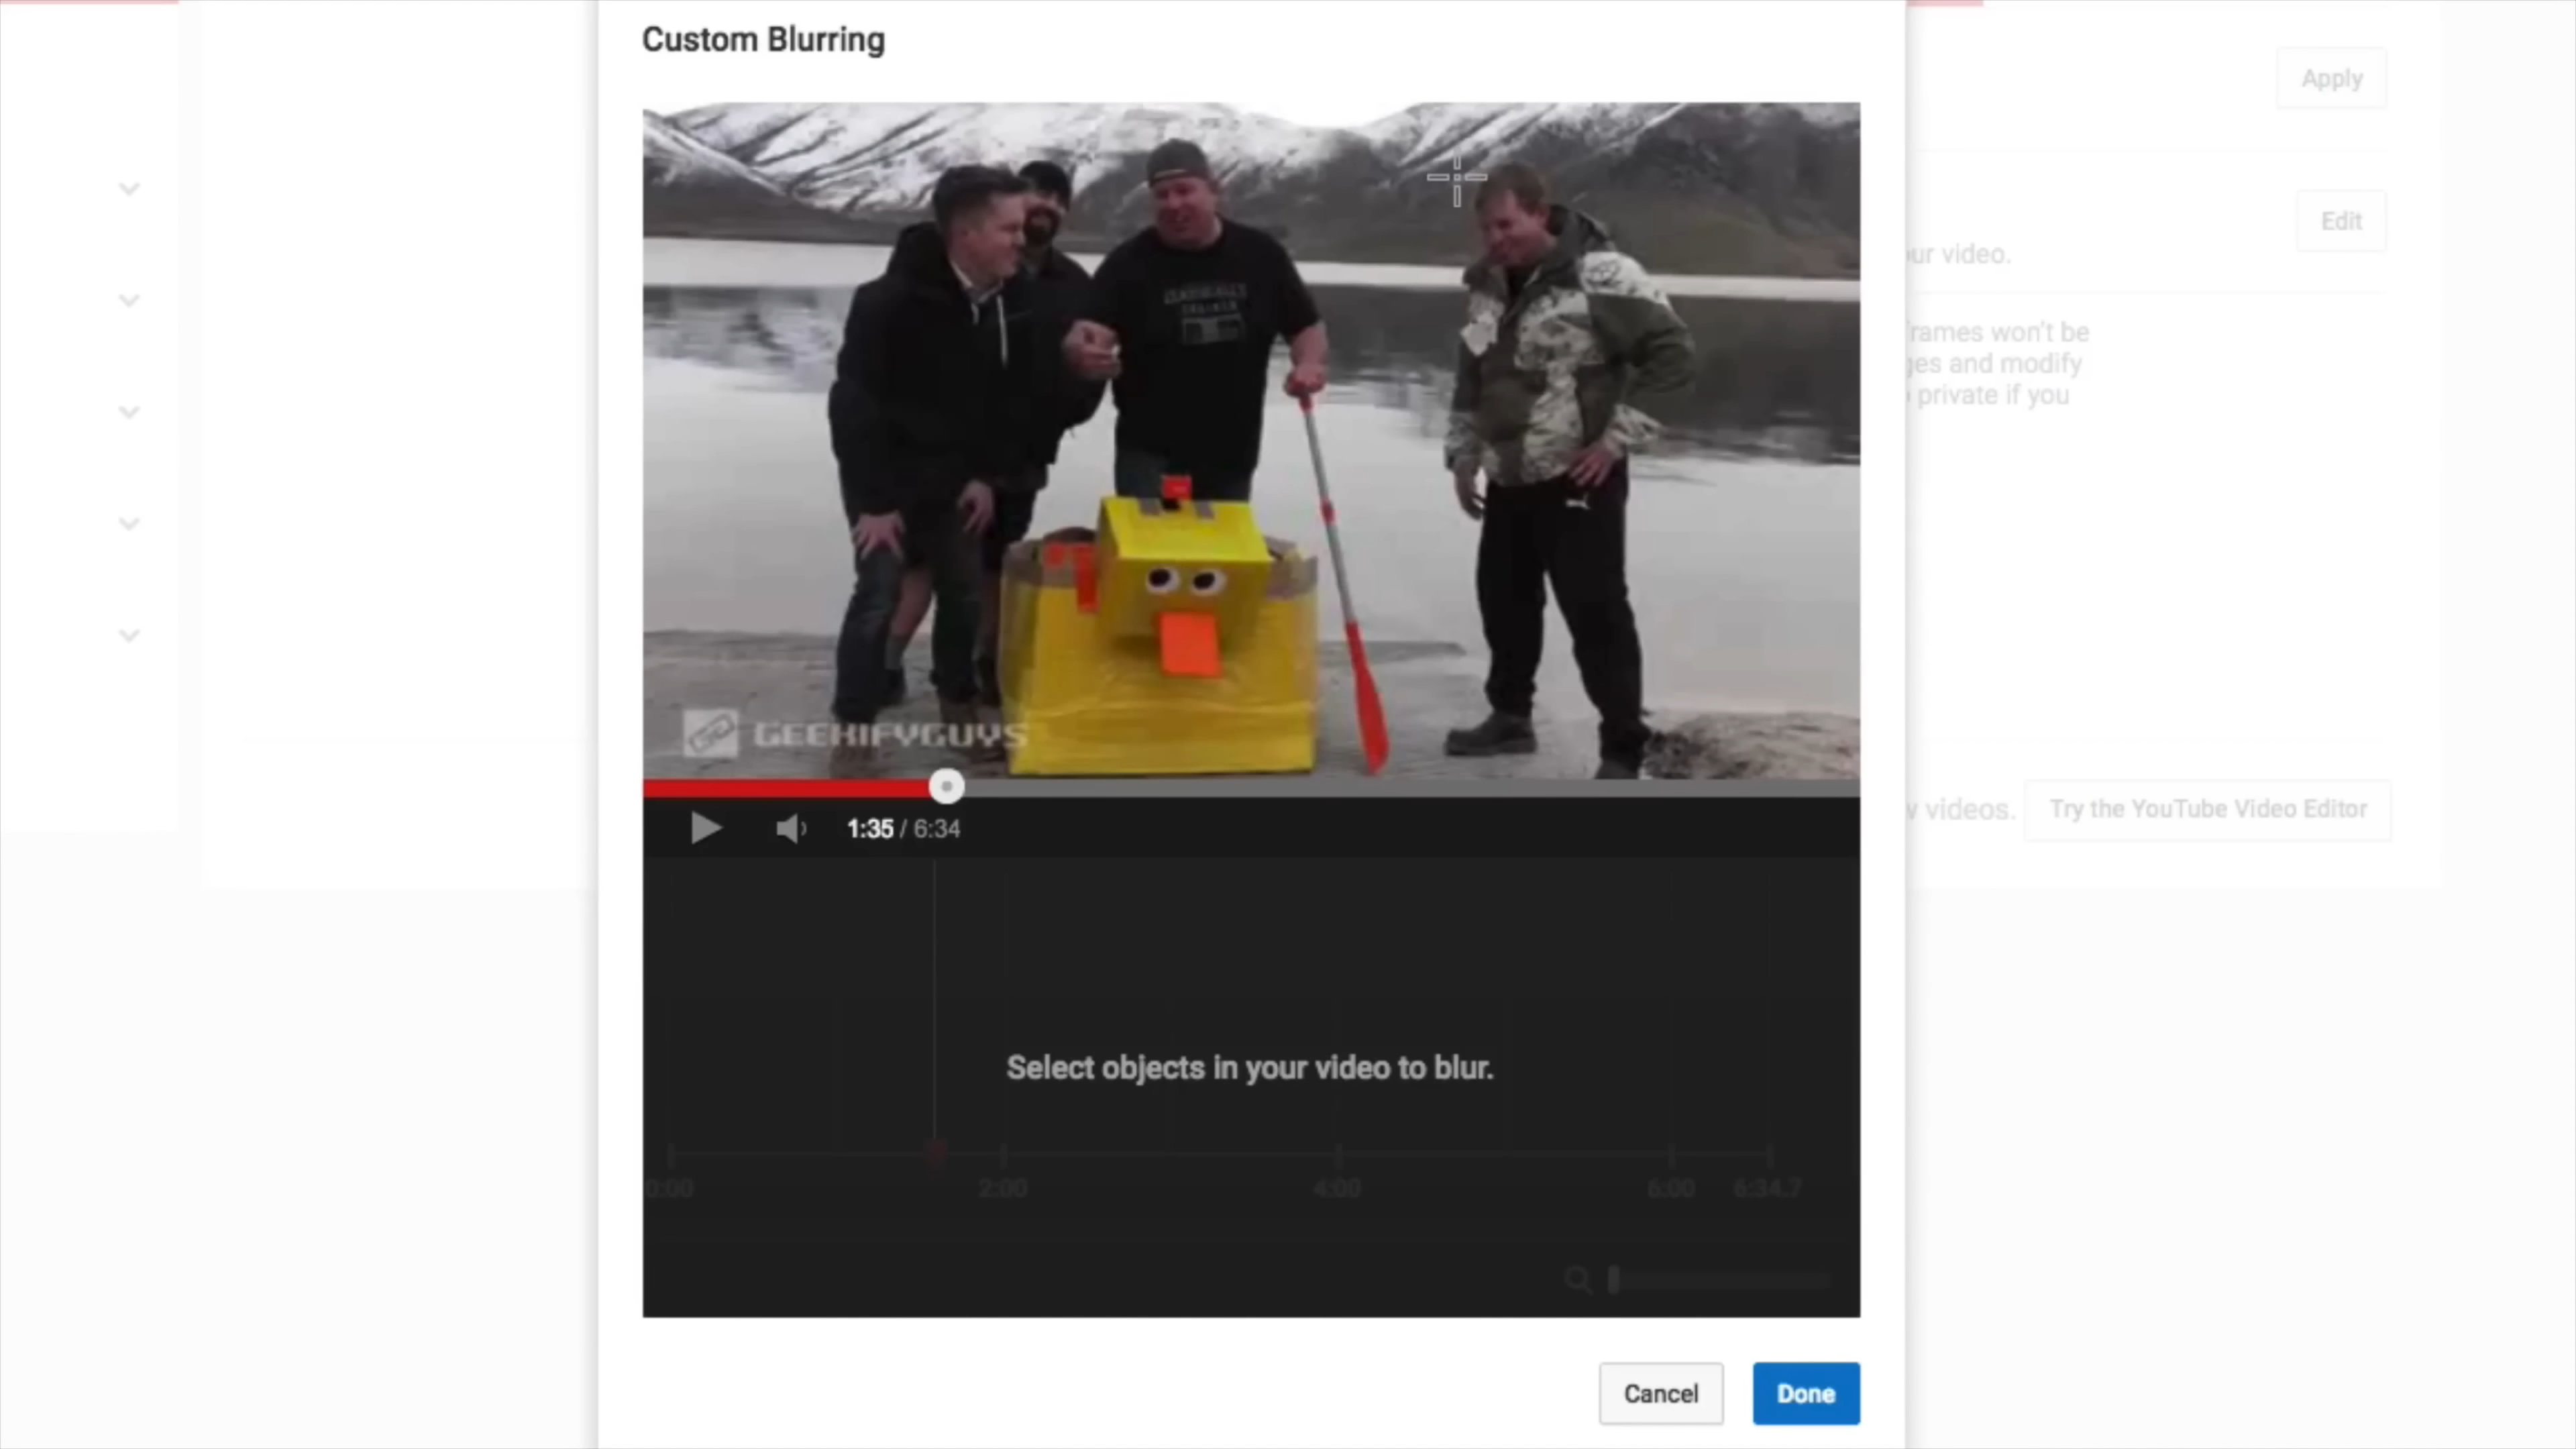 Custom Blurring
Apply
Edit
ur video.
rames won't be
ges and modify
private if you
GEEKIFYGUYS
1:35 / 6:34
videos. Try the YouTube Video Editor
Select objects in your video to blur.
0:00 2:00 4:00 6:00 6:34.7
Cancel Done